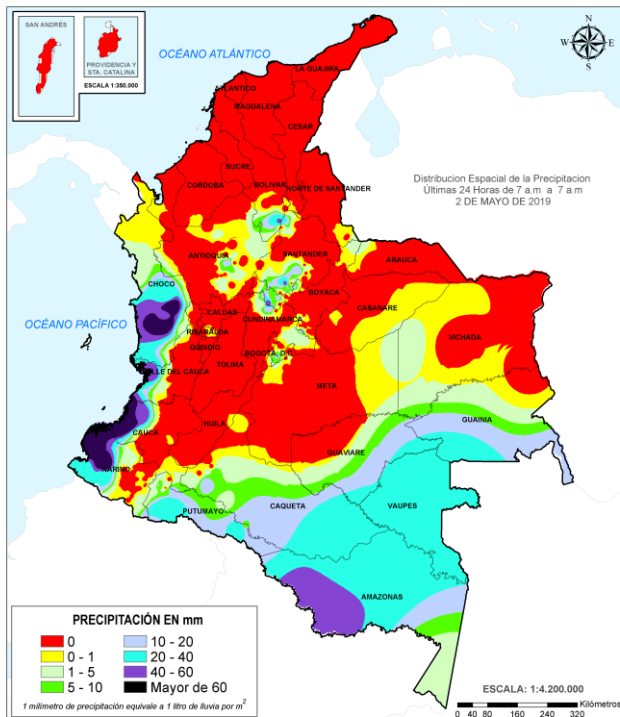 SAN ANDRÉS
PROVIDENCIA Y
STA. CATALINA
ESCALA 1:350.000
OCÉANO ATLÁNTICO
N
W
E
S
LA GUAJIRA
ATLANTICO
MAGDALENA
CESAR
SUCRE
CORDOBA
BOLIVAR
NORTE DE SANTANDER
Distribucion Espacial de la Precipitacion
Últimas 24 Horas de 7 a.m a 7 a.m
2 DE MAYO DE 2019
ANTIOQUIA
SANTANDER
ARAUCA
CHOCO
BOYACA
CASANARE
OCÉANO PACÍFICO
CALDAS
CUNDINAMARCA
RISARALDA
VICHADA
QUINDIO
BOGOTA, D.C.
TOLIMA
VALLE DEL CAUCA
META
CAUCA
HUILA
GUAINIA
GUAVIARE
NARIÑO
CAQUETA
VAUPES
PUTUMAYO
AMAZONAS
PRECIPITACIÓN EN mm
0
0 - 1
1 - 5
5 - 10
10 - 20
20 - 40
40 - 60
Mayor de 60
1 milimetro de precipitación equivale a 1 litro de lluvia por m2
ESCALA: 1:4.200.000
Kilómetros
0 40 80 160 240 320